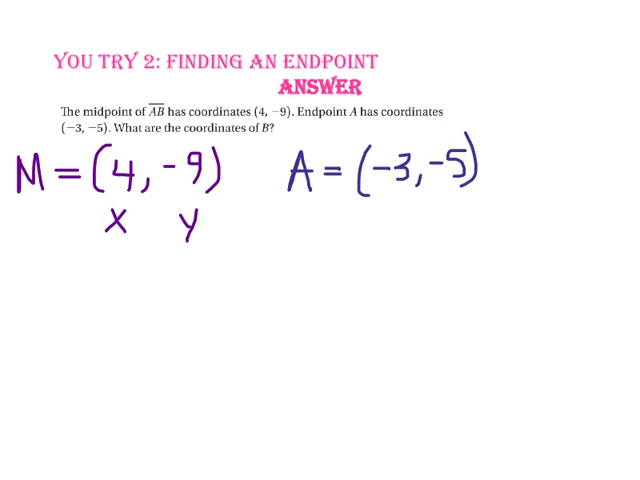 YOU TRY 2: FINDING AN ENDPOINT
ANSWER
The midpoint of A̅B̅ has coordinates (4, −9). Endpoint A has coordinates
(−3, −5). What are the coordinates of B?
M = (4, -9) A = (-3, -5)
x y